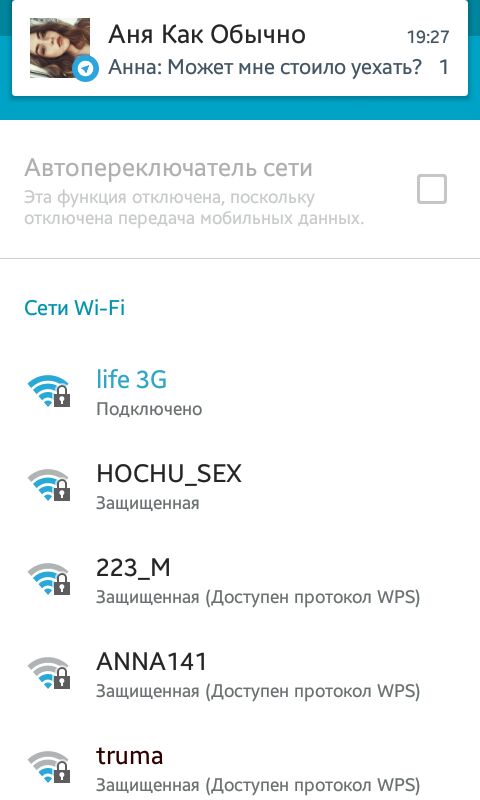 Аня Как Обычно
19:27
Анна: Может мне стоило уехать? 1
Автопереключатель сети
Эта функция отключена, поскольку
отключена передача мобильных данных.
Сети Wi-Fi
life 3G
Подключено
HOCHU_SEX
Защищенная
223_M
Защищенная (Доступен протокол WPS)
ANNA141
Защищенная (Доступен протокол WPS)
truma
Защищенная (Доступен протокол WPS)